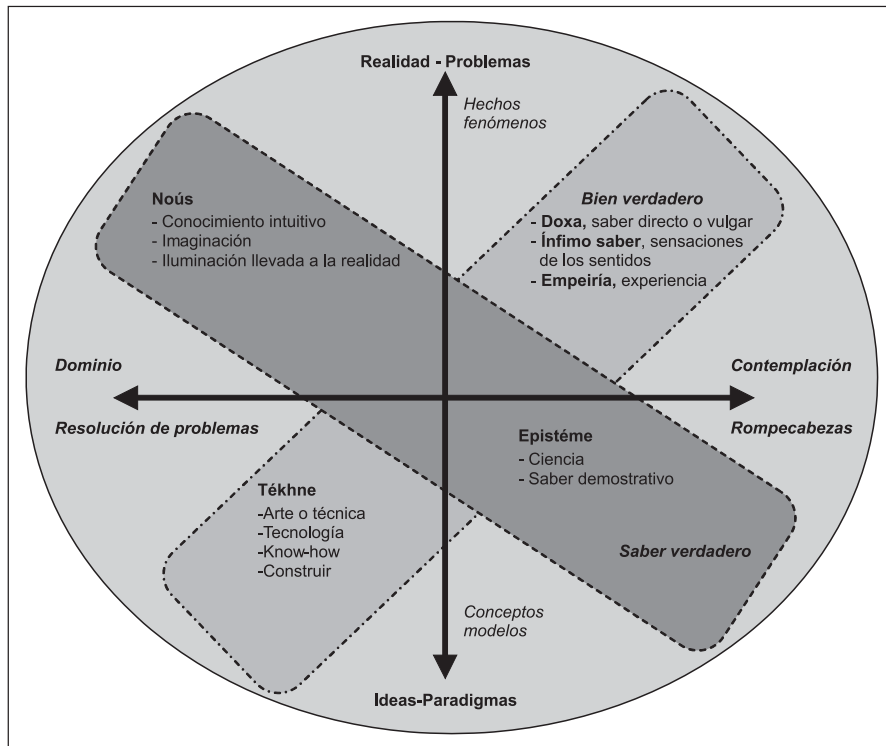 Realidad - Problemas
Hechos
fenómenos
Noús
- Conocimiento intuitivo
- Imaginación
- Iluminación llevada a la realidad
Bien verdadero
- Doxa, saber directo o vulgar
- Ínfimo saber, sensaciones
de los sentidos
- Empeiría, experiencia
Dominio
Resolución de problemas
Contemplación
Rompecabezas
Epistéme
- Ciencia
- Saber demostrativo
Saber verdadero
Tékhne
-Arte o técnica
-Tecnología
-Know-how
-Construir
Conceptos
modelos
Ideas-Paradigmas